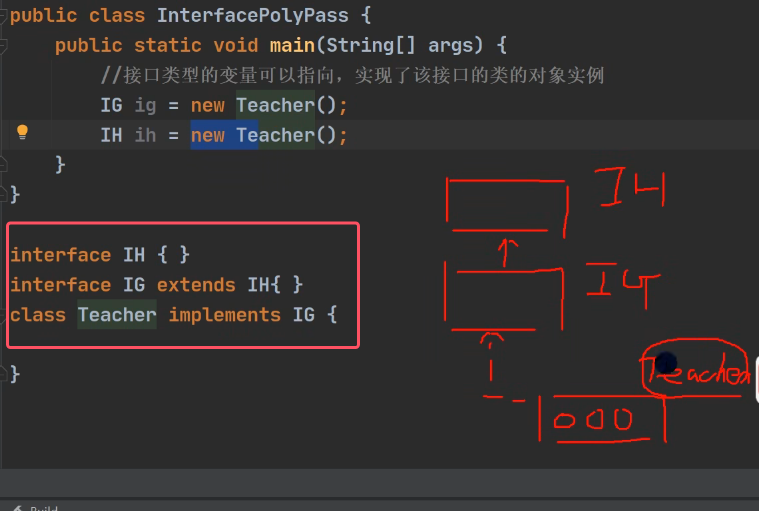 public class InterfacePolyPass {
public static void main(String[] args) {
//接口类型的变量可以指向，实现了该接口的类的对象实例
IG ig = new Teacher();
IH ih = new Teacher();
}
}
interface IH { }
interface IG extends IH{ }
class Teacher implements IG {
}
IH
IG
Teacher
000
Build